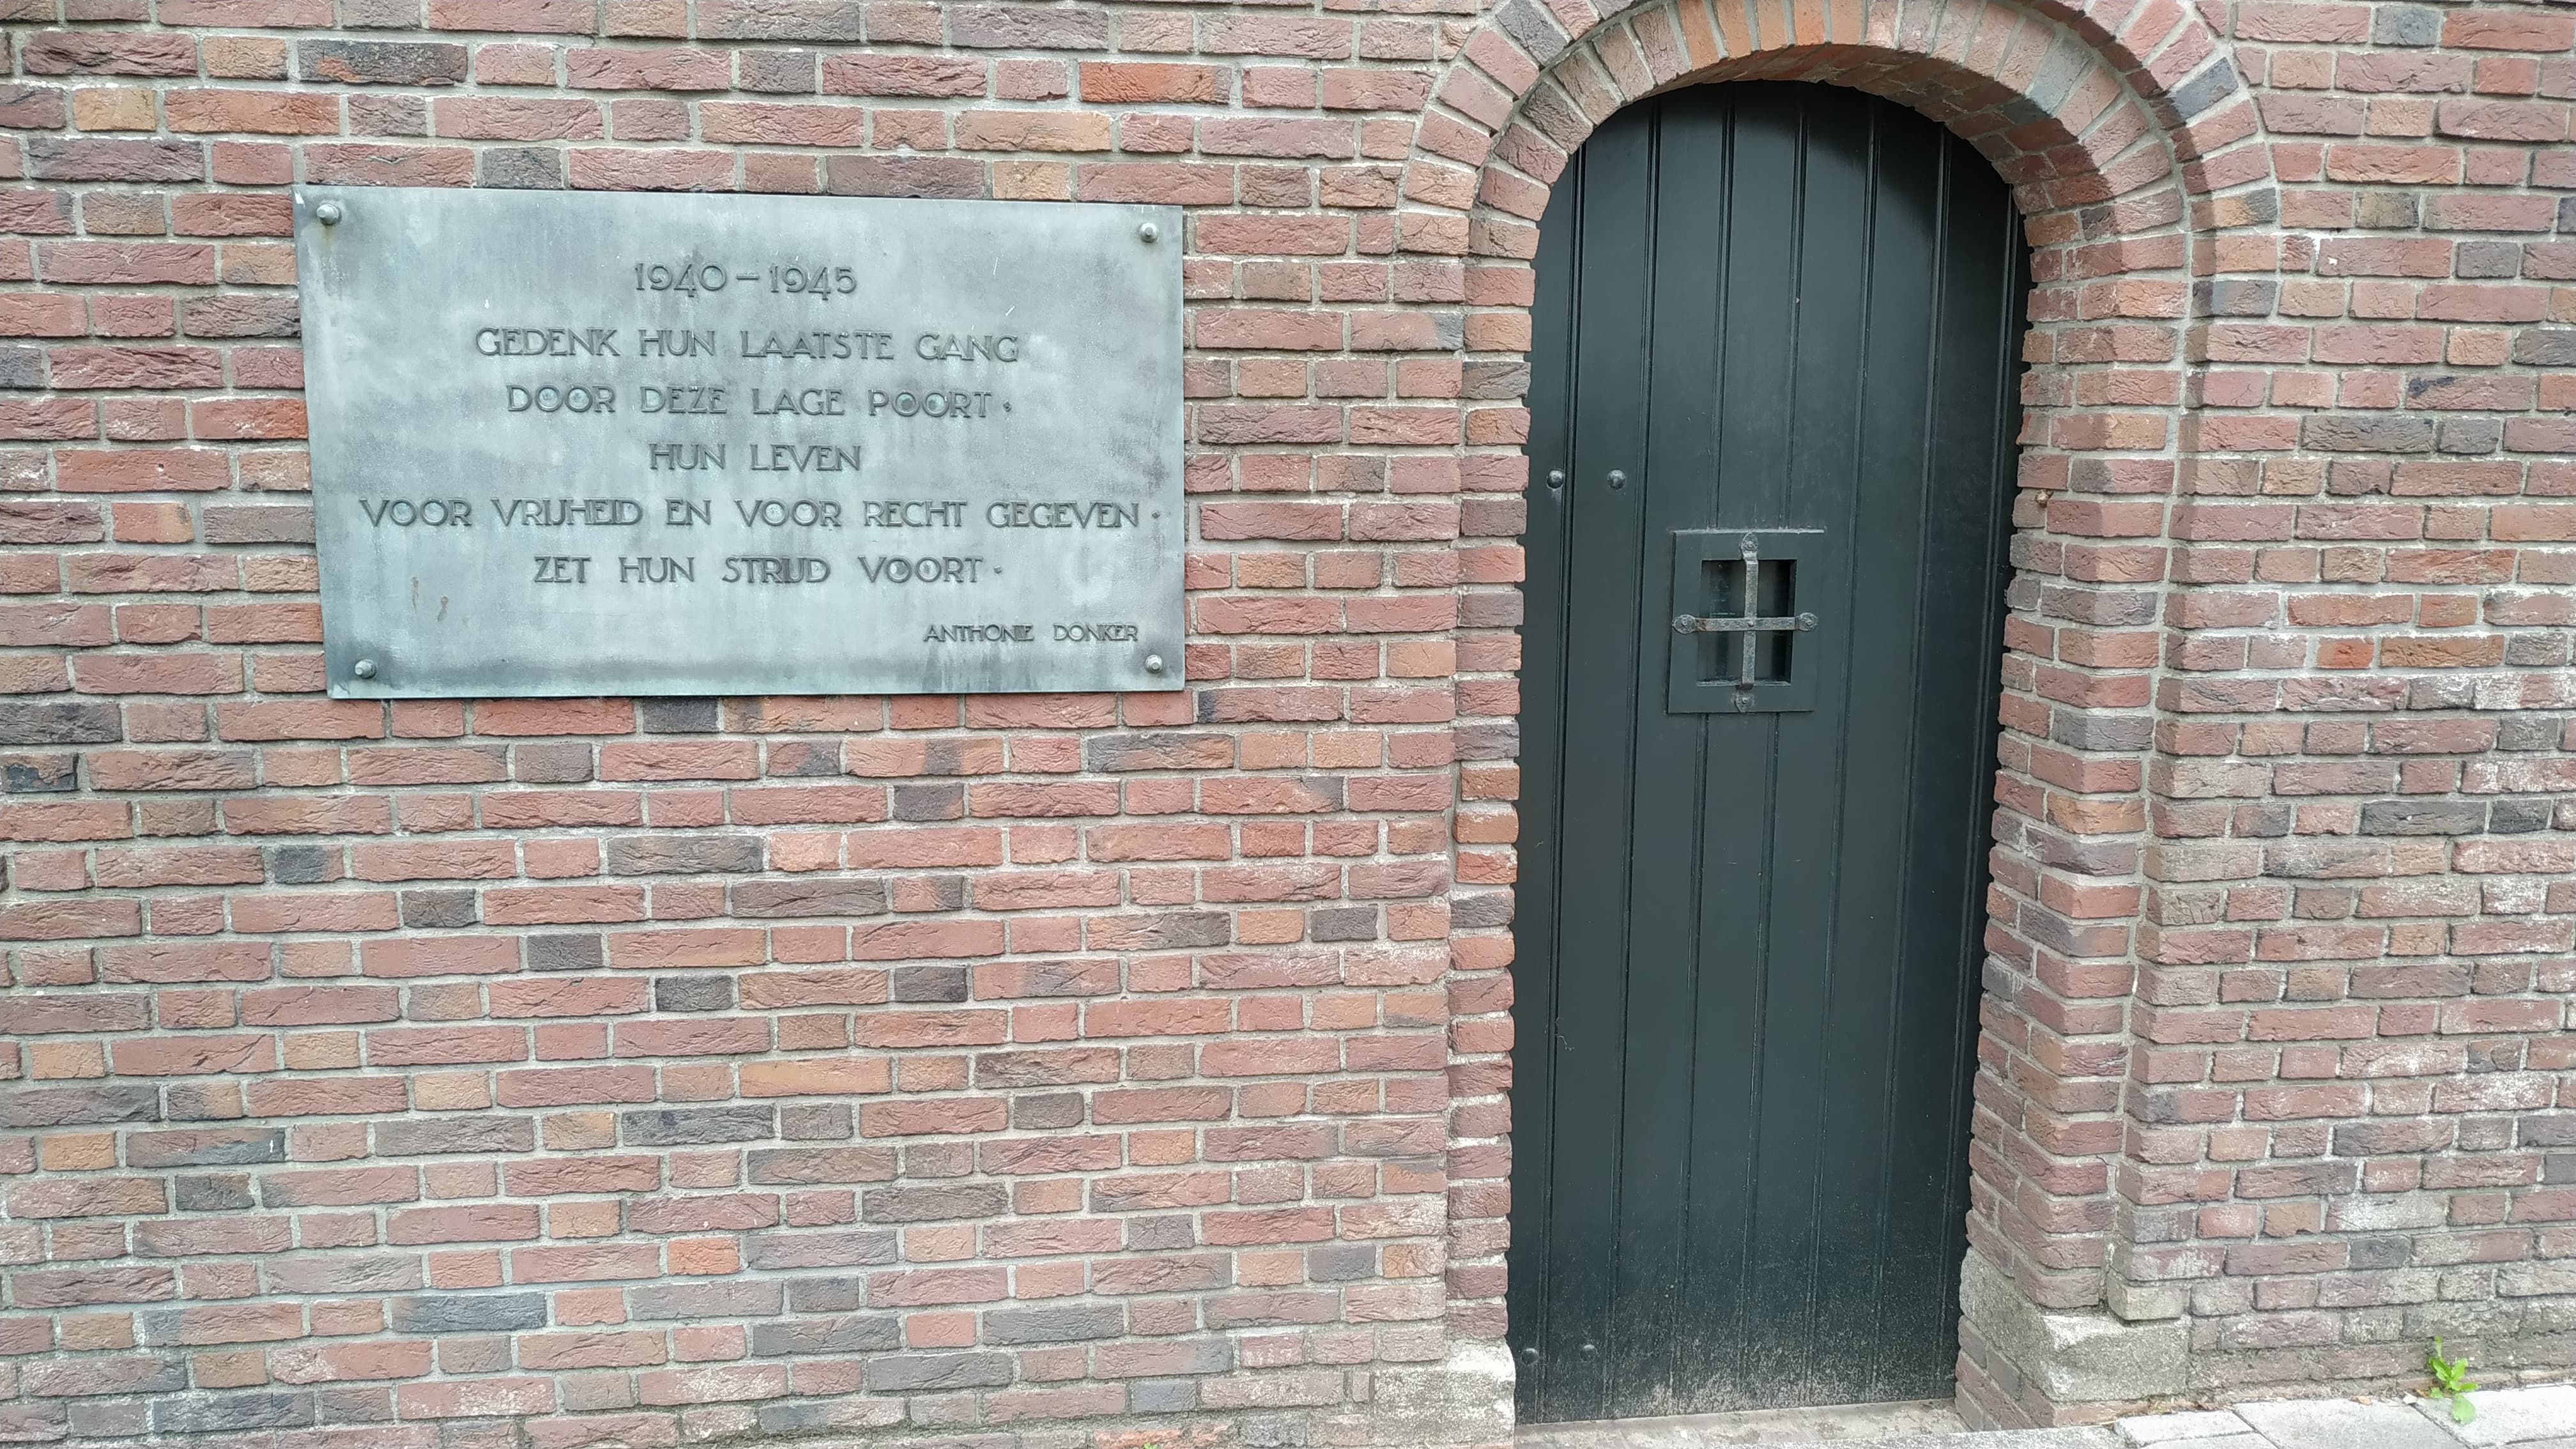 1940 – 1945
GEDENK HUN LAATSTE GANG
DOOR DEZE LAGE POORT ·
HUN LEVEN
VOOR VRIJHEID EN VOOR RECHT GEGEVEN ·
ZET HUN STRIJD VOORT ·
ANTHONIE DONKER